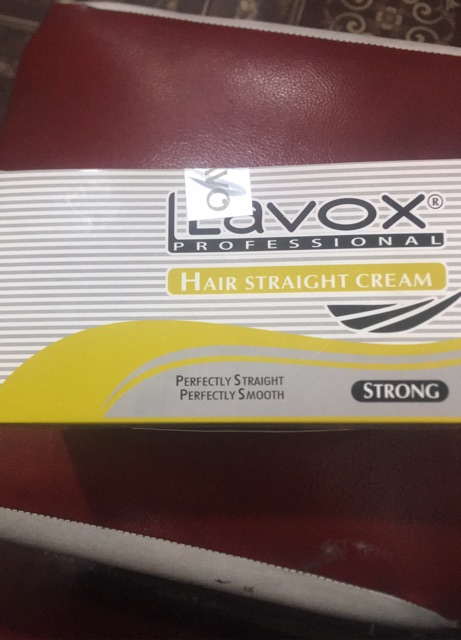 Lavox®
PROFESSIONAL
HAIR STRAIGHT CREAM
PERFECTLY STRAIGHT
PERFECTLY SMOOTH
STRONG